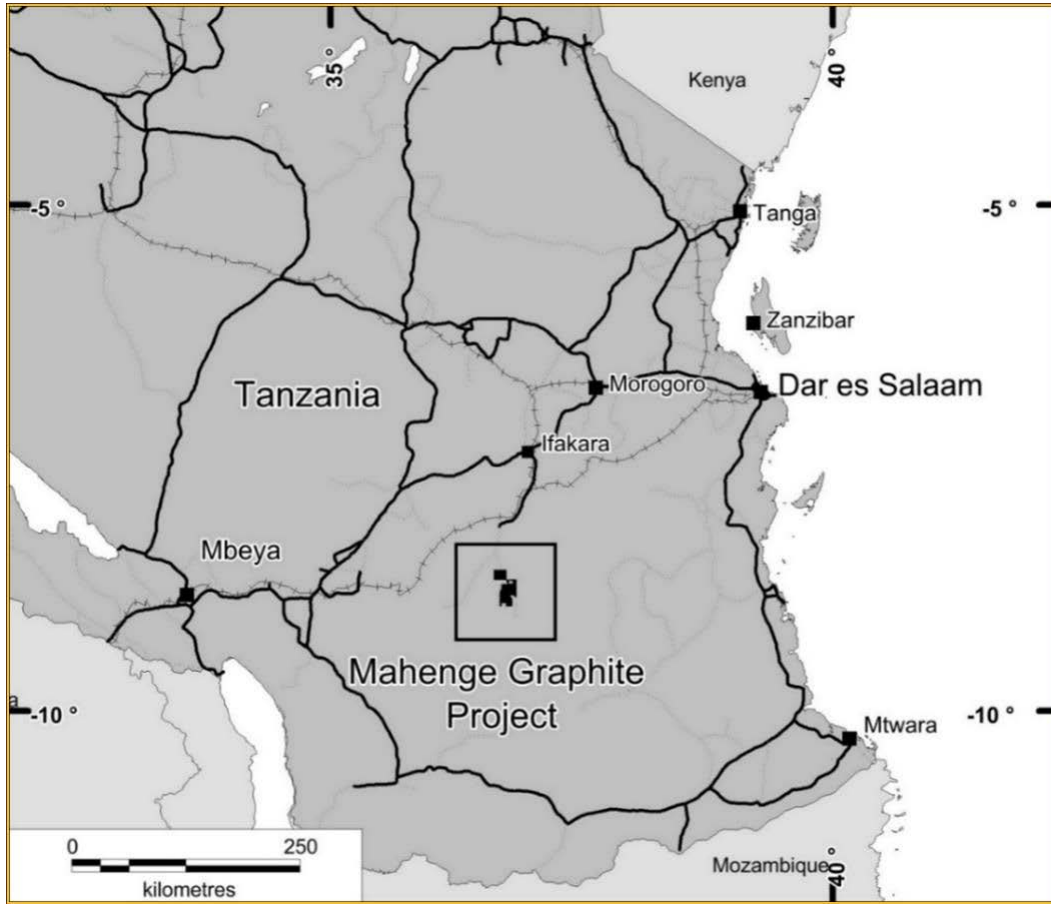 35 °
40 °
Kenya
-5 °
-5 °
Tanga
Zanzibar
Tanzania
Morogoro
Dar es Salaam
Ifakara
Mbeya
Mahenge Graphite
Project
a
-10 °
-10 °
Mtwara
0
250
kilometres
Mozambique
40 °